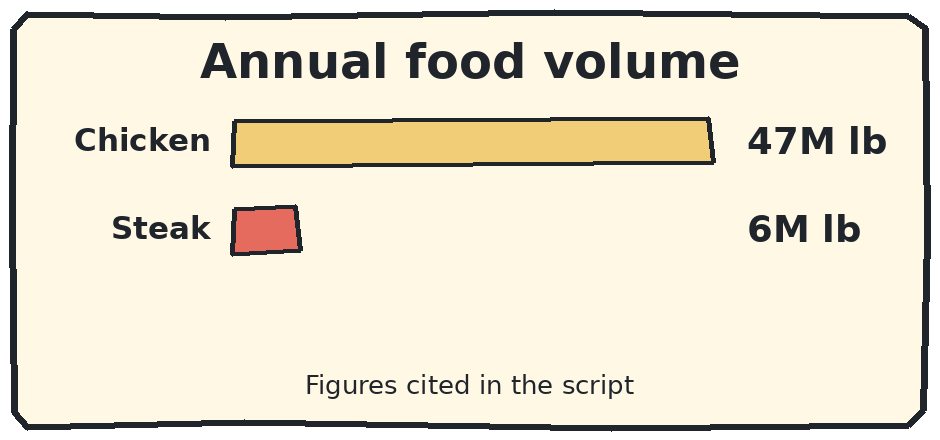 Annual food volume
Chicken 47M lb
Steak 6M lb
Figures cited in the script